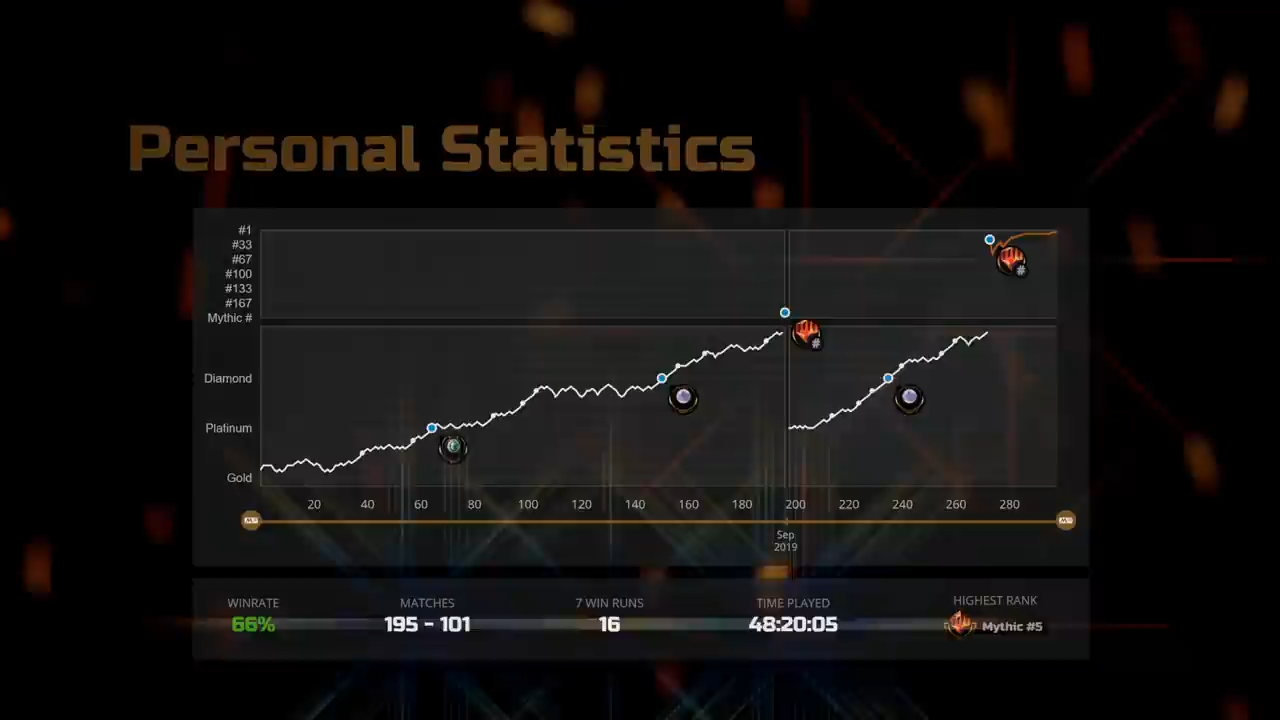 Personal Statistics
#1
#33
#67
#100
#133
#167
Mythic #
Diamond
Platinum
Gold
#
#
20 40 60 80 100 120 140 160 180 200 220 240 260 280
Sep
2019
WINRATE MATCHES 7 WIN RUNS TIME PLAYED HIGHEST RANK
66% 195 - 101 16 48:20:05 Mythic #5